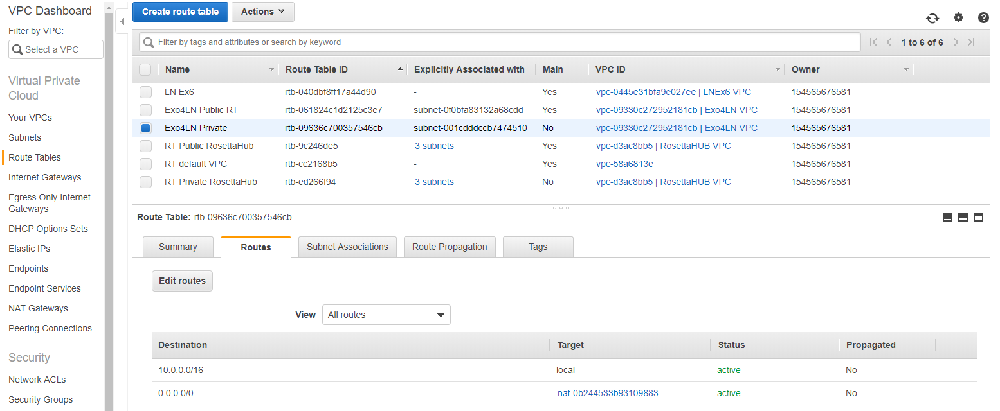 VPC Dashboard
Filter by VPC:
Select a VPC
Virtual Private
Cloud
Your VPCs
Subnets
Route Tables
Internet Gateways
Egress Only Internet
Gateways
DHCP Options Sets
Elastic IPs
Endpoints
Endpoint Services
NAT Gateways
Peering Connections
Security
Network ACLs
Security Groups
Create route table Actions
Filter by tags and attributes or search by keyword 1 to 6 of 6
Name Route Table ID Explicitly Associated with Main VPC ID Owner
LN Ex6 rtb-040dbf8ff17a44d90 - Yes vpc-0445e31bfa9e027ee | LNEx6 VPC 154565676581
Exo4LN Public RT rtb-061824c1d2125c3e7 subnet-0f0bfa83132a68cdd Yes vpc-09330c272952181cb | Exo4LN VPC 154565676581
Exo4LN Private rtb-09636c700357546cb subnet-001cdddccb7474510 No vpc-09330c272952181cb | Exo4LN VPC 154565676581
RT Public RosettaHub rtb-9c246de5 3 subnets Yes vpc-d3ac8bb5 | RosettaHUB VPC 154565676581
RT default VPC rtb-cc2168b5 - Yes vpc-58a6813e 154565676581
RT Private RosettaHub rtb-ed266f94 3 subnets No vpc-d3ac8bb5 | RosettaHUB VPC 154565676581
Route Table: rtb-09636c700357546cb
Summary Routes Subnet Associations Route Propagation Tags
Edit routes
View All routes
Destination Target Status Propagated
10.0.0.0/16 local active No
0.0.0.0/0 nat-0b244533b93109883 active No